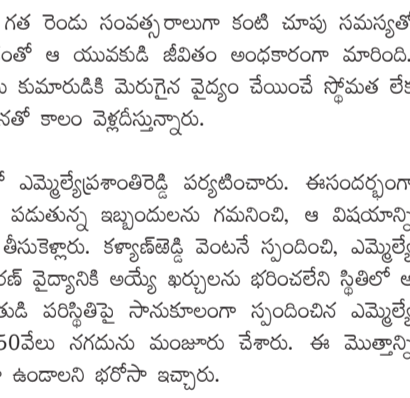 గత రెండు సంవత్సరాలుగా కంటి చూపు సమస్యతో
ఆ యువకుడి జీవితం అంధకారంగా మారింది.
కుమారుడికి మెరుగైన వైద్యం చేయించే స్థోమత
కాలం వెళ్లదీస్తున్నారు.
ఎమ్మెల్యేప్రశాంతిరెడ్డి పర్యటించారు. ఈసందర్భంగా
పడుతున్న ఇబ్బందులను గమనించి, ఆ విషయాన్ని
తీసుకెళ్లారు. కళ్యాణ్‌టెడ్డి వెంటనే స్పందించి, ఎమ్మెల్యే
వైద్యానికి అయ్యే ఖర్చులను భరించలేని స్థితిలో
పరిస్థితిపై సానుకూలంగా స్పందించిన ఎమ్మెల్యే
50వేలు నగదును మంజూరు చేశారు. ఈ మొత్తాన్ని
ఉండాలని భరోసా ఇచ్చారు.